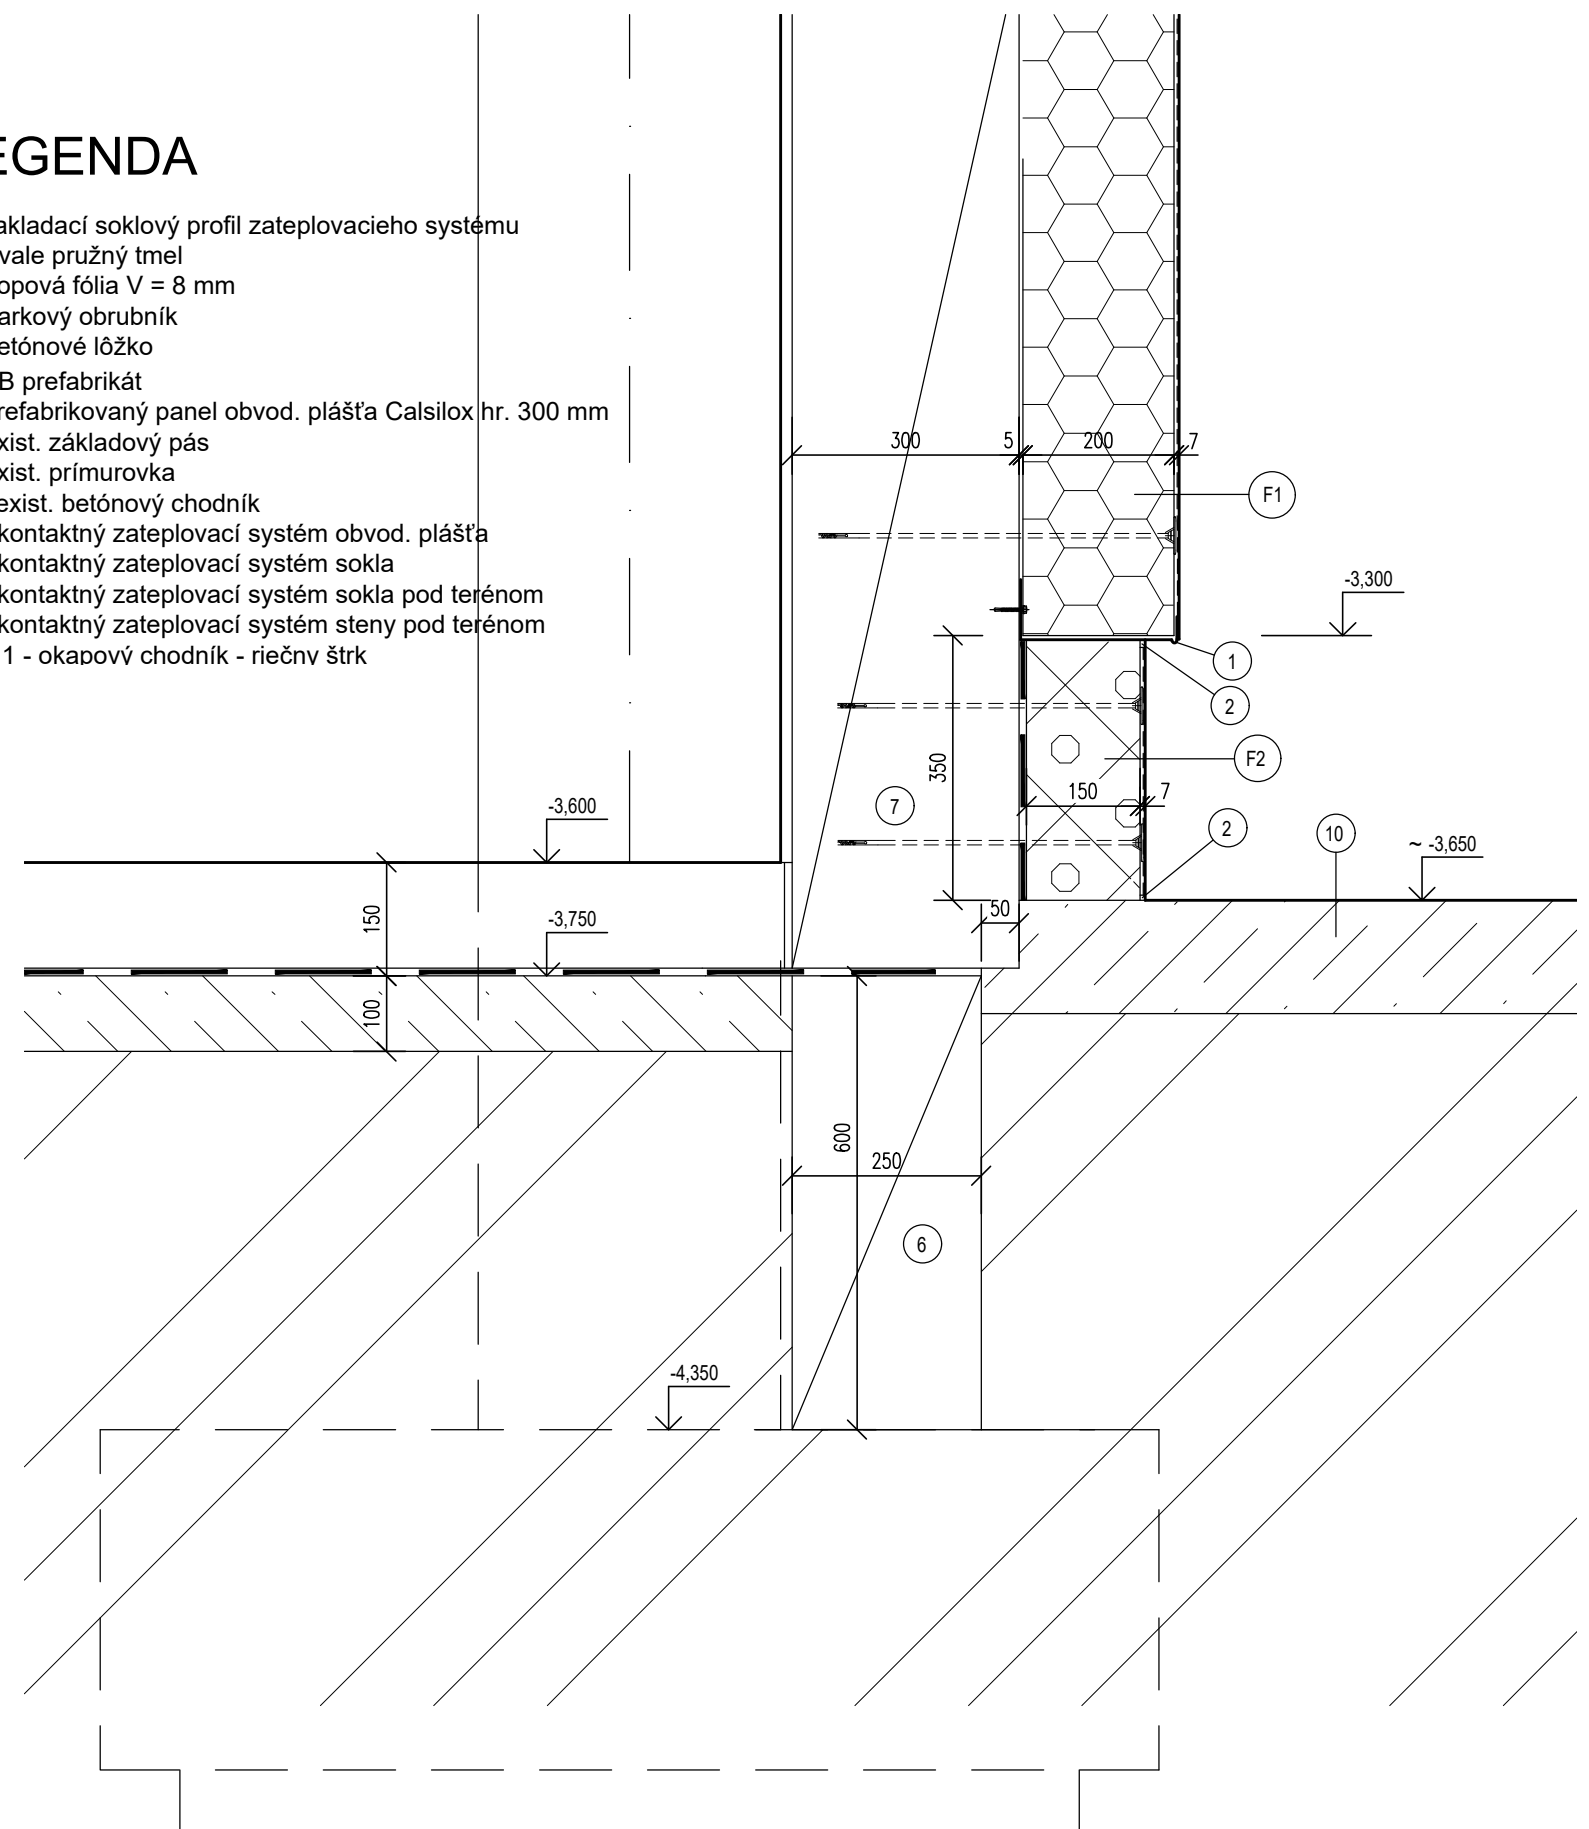 EGENDA
akladací soklový profil zateplovacieho systému
vale pružný tmel
opová fólia V = 8 mm
arkový obrubník
etónové lôžko
B prefabrikát
refabrikovaný panel obvod. plášťa Calsilox hr. 300 mm
xist. základový pás
xist. prímurovka
exist. betónový chodník
kontaktný zateplovací systém obvod. plášťa
kontaktný zateplovací systém sokla
kontaktný zateplovací systém sokla pod terénom
kontaktný zateplovací systém steny pod terénom
1 - okapový chodník - riečny štrk
300 5 200 7
F1
-3,300
1
2
F2
350
150 7
7
2
10
-3,600
~ -3,650
150
50
-3,750
100
600
250
6
-4,350